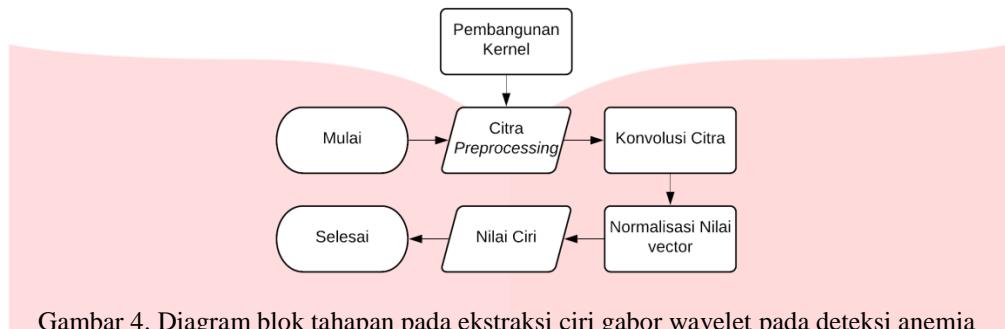 Pembangunan
Kernel
Mulai
Citra
Preprocessing
Konvolusi Citra
Selesai
Nilai Ciri
Normalisasi Nilai
vector
Gambar 4. Diagram blok tahapan pada ekstraksi ciri gabor wavelet pada deteksi anemia